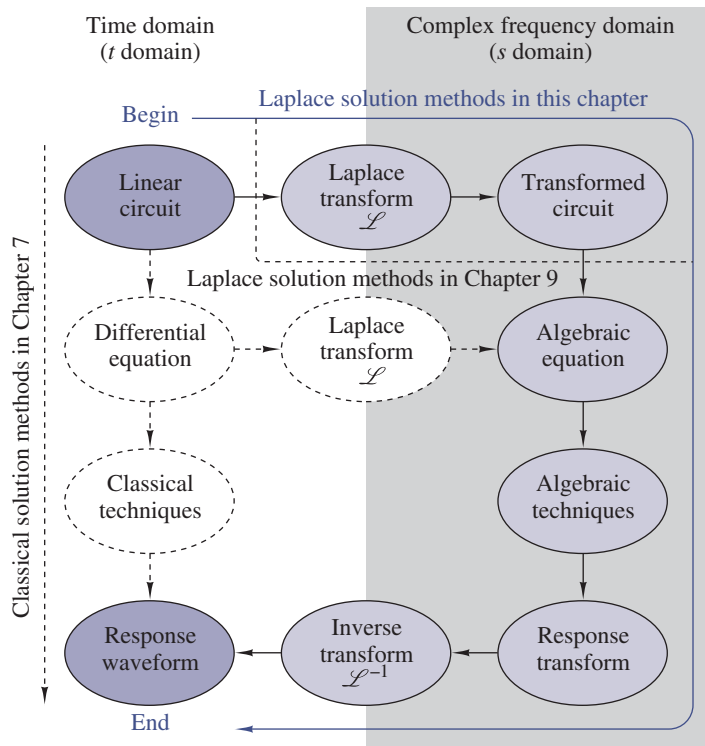 Time domain
(t domain)
Complex frequency domain
(s domain)
Laplace solution methods in this chapter
Begin
Linear
circuit
Laplace
transform
ℒ
Transformed
circuit
Laplace solution methods in Chapter 9
Classical solution methods in Chapter 7
Differential
equation
Laplace
transform
ℒ
Algebraic
equation
Classical
techniques
Algebraic
techniques
Response
waveform
Inverse
transform
ℒ⁻¹
Response
transform
End